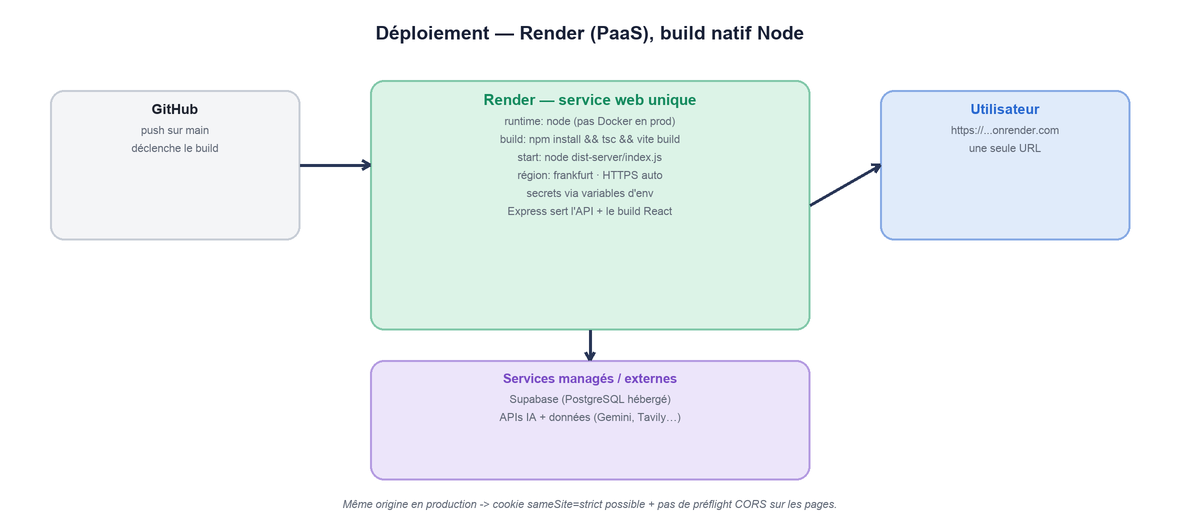 Déploiement — Render (PaaS), build natif Node
GitHub
push sur main
déclenche le build
Render — service web unique
runtime: node (pas Docker en prod)
build: npm install && tsc && vite build
start: node dist-server/index.js
région: frankfurt · HTTPS auto
secrets via variables d'env
Express sert l'API + le build React
Utilisateur
https://...onrender.com
une seule URL
Services managés / externes
Supabase (PostgreSQL hébergé)
APIs IA + données (Gemini, Tavily…)
Même origine en production -> cookie sameSite=strict possible + pas de préflight CORS sur les pages.